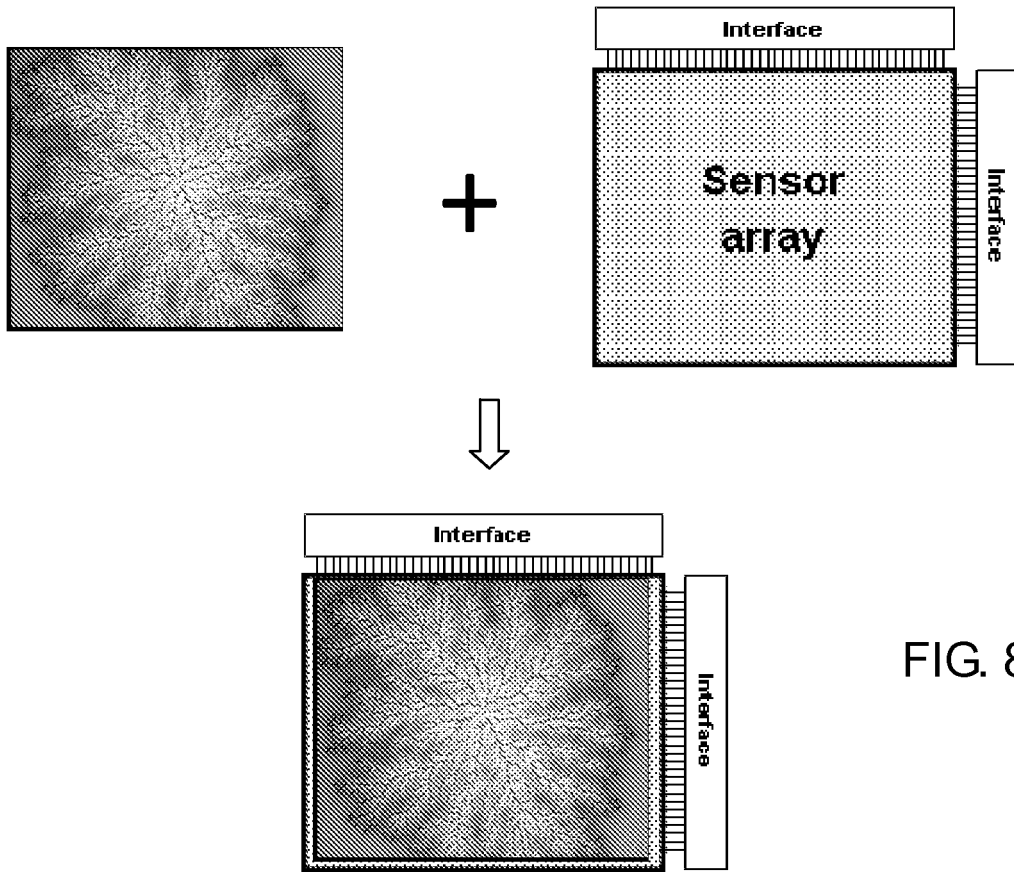 Interface
Sensor
array
Interface
+
Interface
Interface
FIG. 8